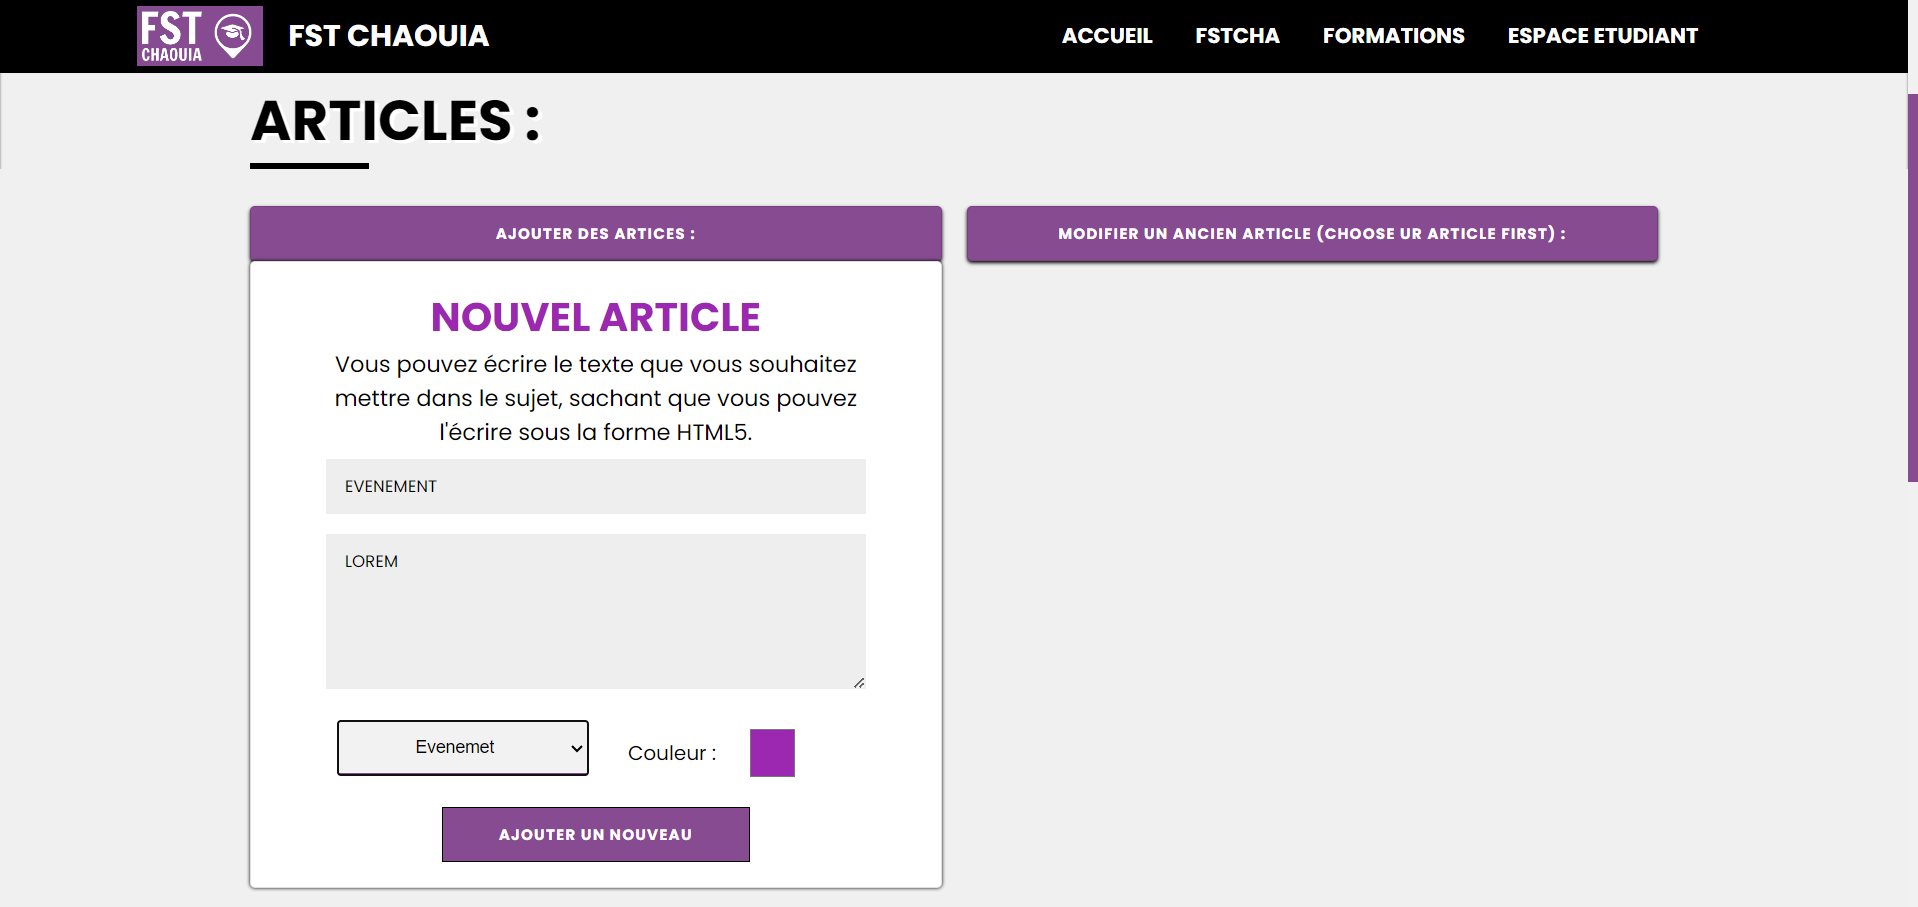 FST
CHAOUIA
FST CHAOUIA
ACCUEIL
FSTCHA
FORMATIONS
ESPACE ETUDIANT
ARTICLES :
AJOUTER DES ARTICES :
MODIFIER UN ANCIEN ARTICLE (CHOOSE UR ARTICLE FIRST) :
NOUVEL ARTICLE
Vous pouvez écrire le texte que vous souhaitez
mettre dans le sujet, sachant que vous pouvez
l'écrire sous la forme HTML5.
EVENEMENT
LOREM
Evenemet
Couleur :
AJOUTER UN NOUVEAU